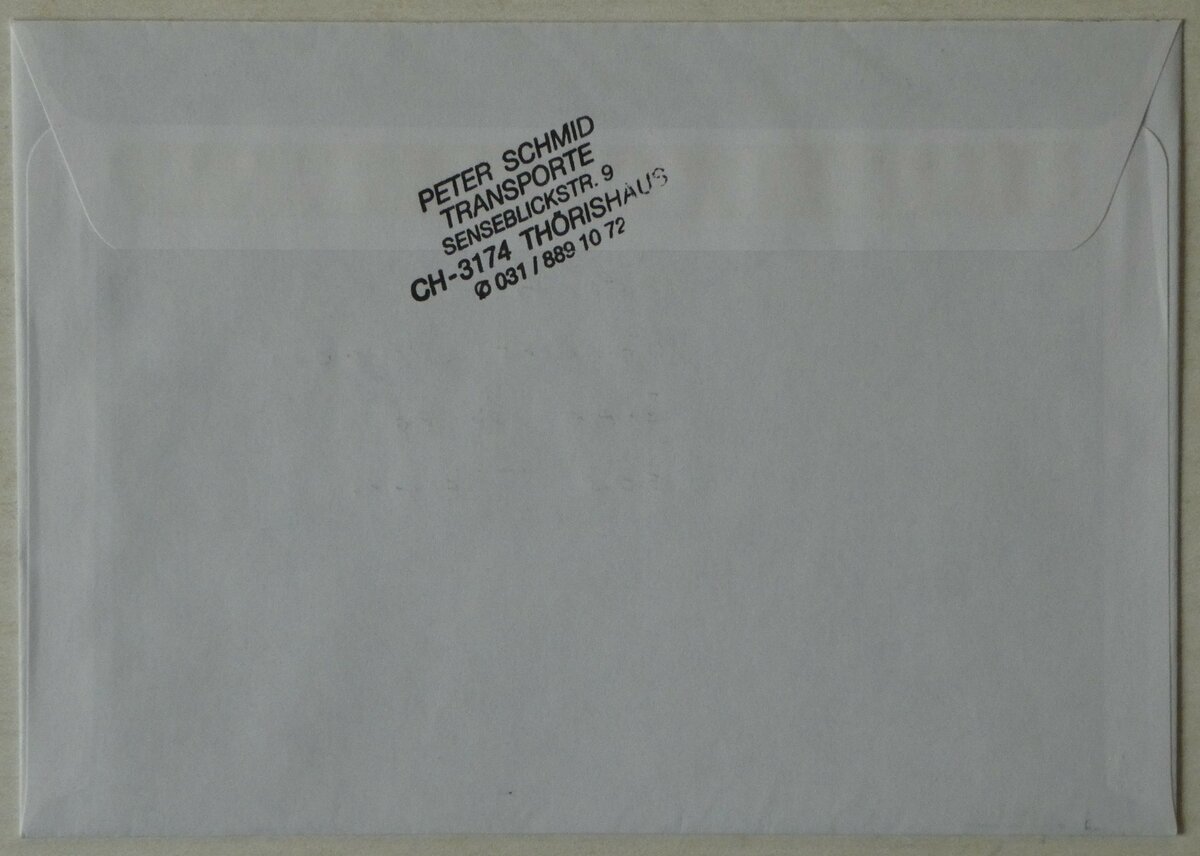 PETER SCHMID
TRANSPORTE
SENSEBLICKSTR. 9
CH-3174 THÖRISHAUS
Ø 031 / 889 10 72